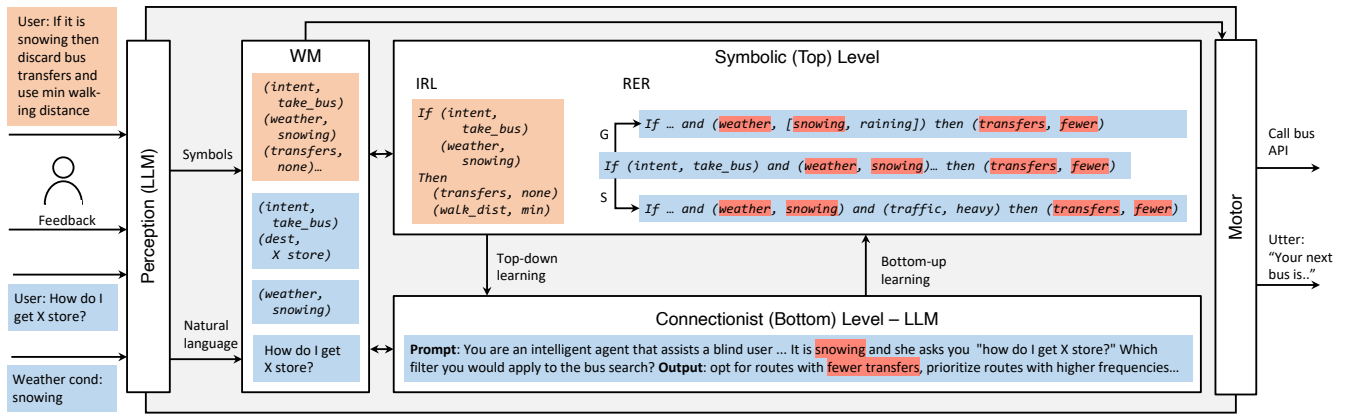 User: If it is
snowing then
discard bus
transfers and
use min walk-
ing distance
Feedback
User: How do I
get X store?
Weather cond:
snowing
Perception (LLM)
Symbols
Natural
language
WM
(intent,
take_bus)
(weather,
snowing)
(transfers,
none)…
(intent,
take_bus)
(dest,
X store)
(weather,
snowing)
How do I get
X store?
Symbolic (Top) Level
IRL
If (intent,
take_bus)
(weather,
snowing)
Then
(transfers, none)
(walk_dist, min)
RER
G
If … and (weather, [snowing, raining]) then (transfers, fewer)
If (intent, take_bus) and (weather, snowing)… then (transfers, fewer)
S
If … and (weather, snowing) and (traffic, heavy) then (transfers, fewer)
Top-down
learning
Bottom-up
learning
Connectionist (Bottom) Level – LLM
Prompt: You are an intelligent agent that assists a blind user ... It is snowing and she asks you "how do I get X store?" Which
filter you would apply to the bus search? Output: opt for routes with fewer transfers, prioritize routes with higher frequencies…
Motor
Call bus
API
Utter:
“Your next
bus is..”